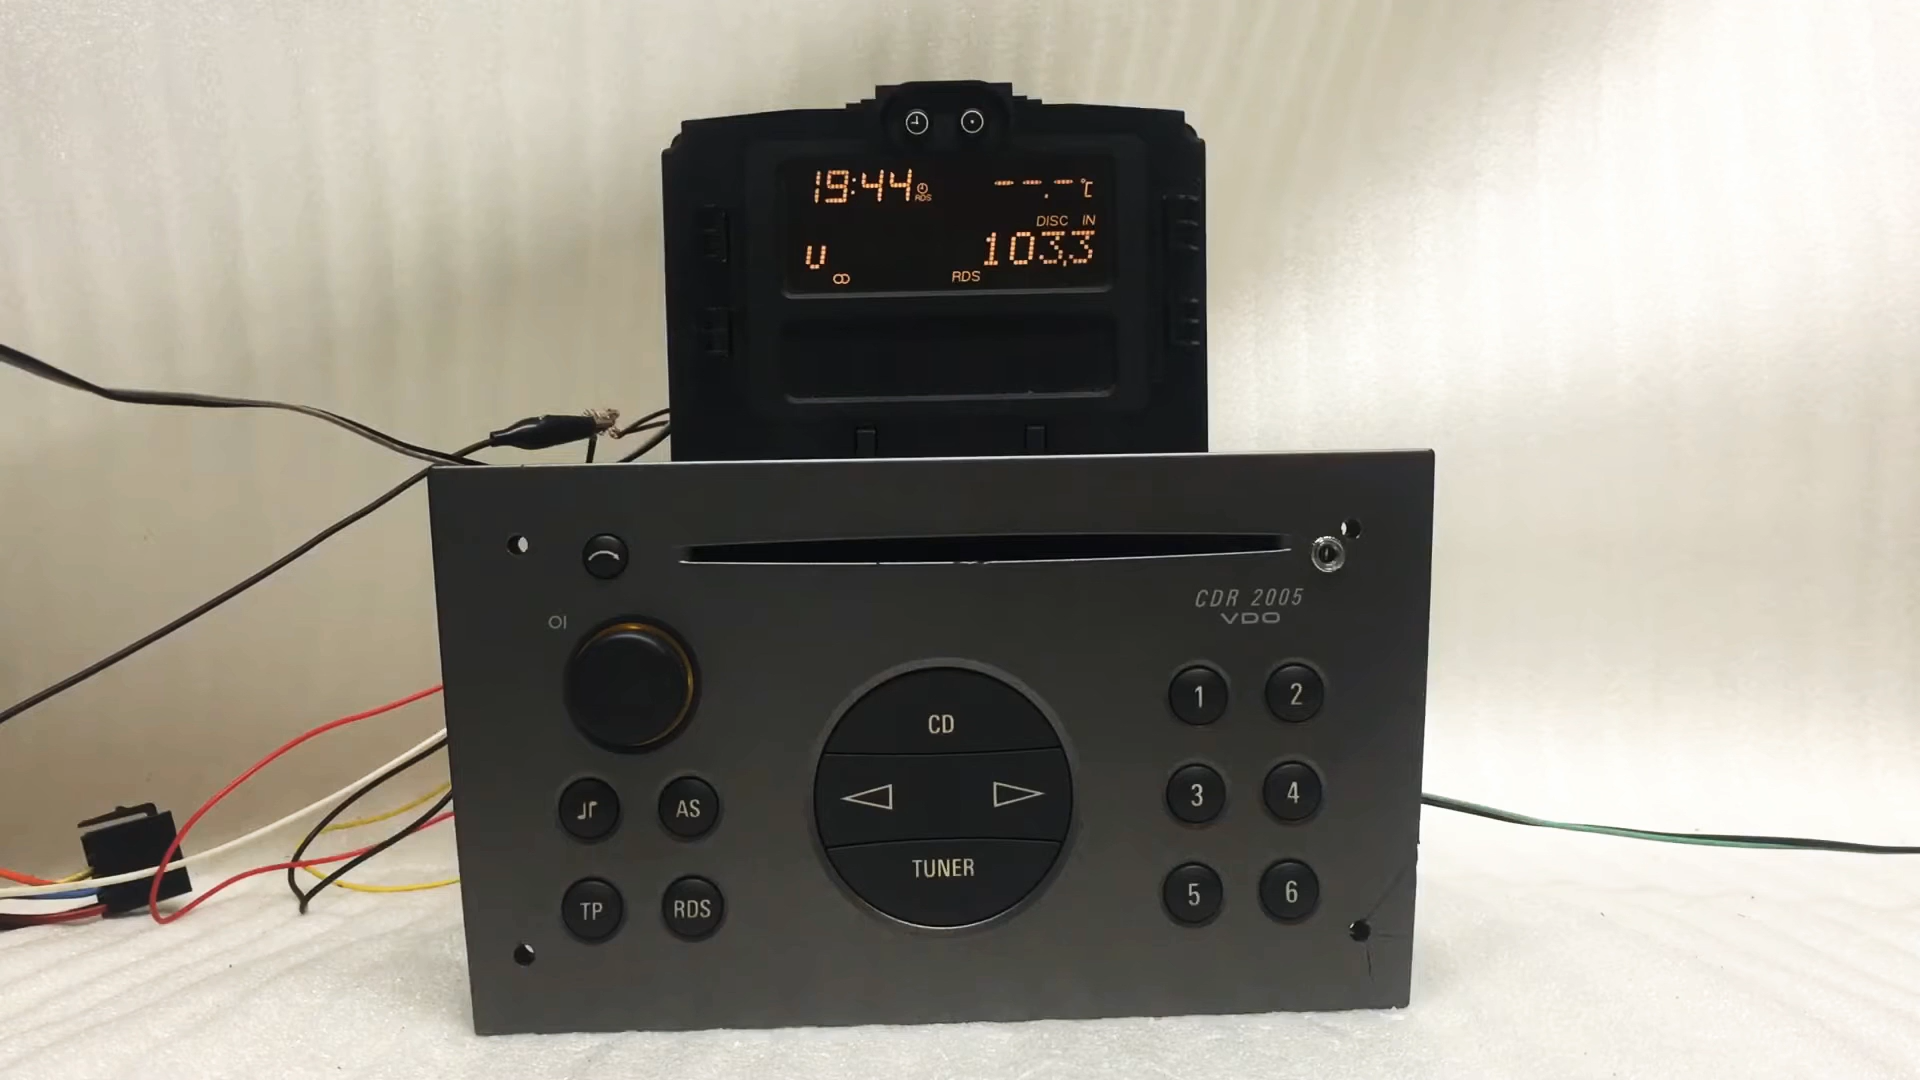 19:44 RDS --.-°C
DISC IN
U 103,3
RDS
CDR 2005
VDO
CD
1 2
AS
3 4
TUNER
TP RDS
5 6